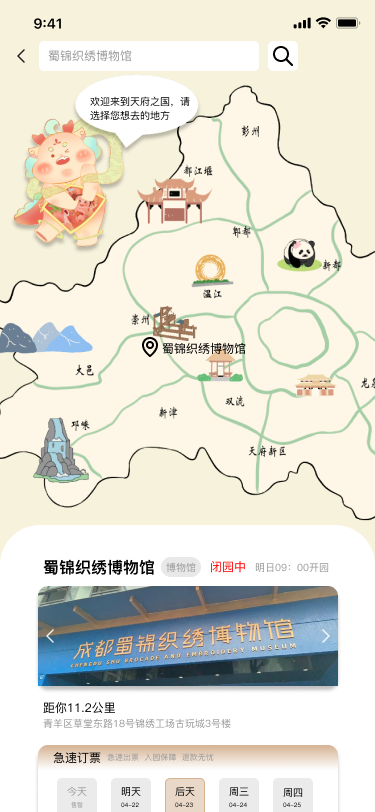 9:41
蜀锦织绣博物馆
欢迎来到天府之国，请
选择您想去的地方
彭州
都江堰
郫都
新都
温江
崇州
蜀锦织绣博物馆
大邑
龙泉
双流
新津
邛崃
天府新区
蜀锦织绣博物馆 博物馆 闭园中 明日09：00开园
成都蜀锦织绣博物馆
CHENGDU SHU BROCADE AND EMBROIDERY MUSEUM
距你11.2公里
青羊区草堂东路18号锦绣工场古玩城3号楼
急速订票 急速出票 入园保障 退款无忧
今天 明天 后天 周三 周四
售罄 04-22 04-23 04-24 04-25